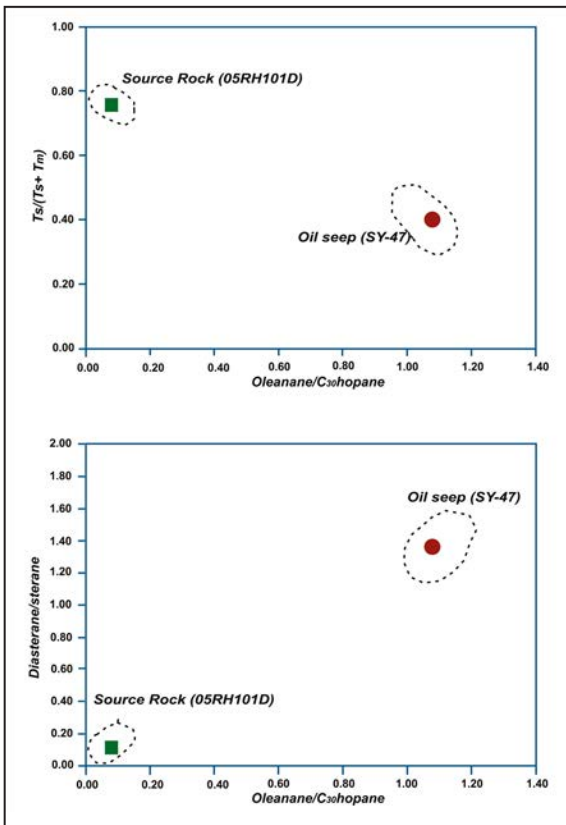 1.00
Source Rock (05RH101D)
0.80
0.60
Ts/(Ts+ Tm)
0.40
Oil seep (SY-47)
0.20
0.00
0.00 0.20 0.40 0.60 0.80 1.00 1.20 1.40
Oleanane/C30hopane
2.00
1.80
Oil seep (SY-47)
1.60
1.40
1.20
1.00
Diasterane/sterane
0.80
0.60
0.40
Source Rock (05RH101D)
0.20
0.00
0.00 0.20 0.40 0.60 0.80 1.00 1.20 1.40
Oleanane/C30hopane